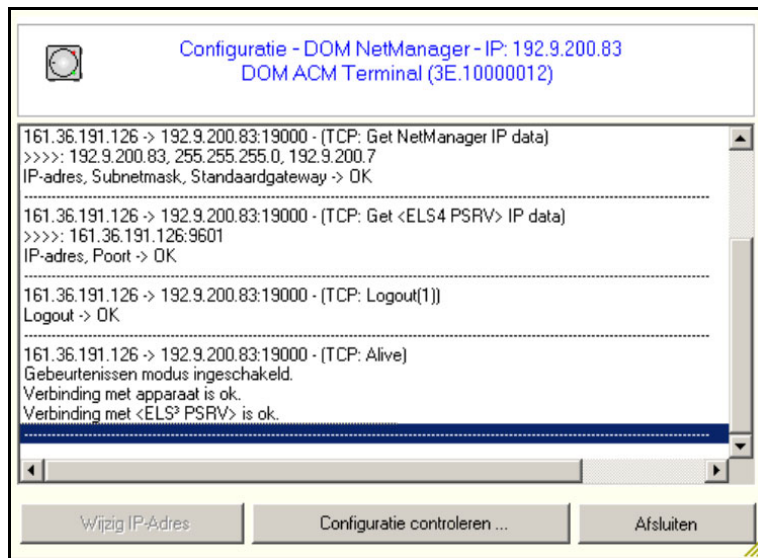 Configuratie - DOM NetManager - IP: 192.9.200.83
DOM ACM Terminal (3E.10000012)
161.36.191.126 -> 192.9.200.83:19000 - (TCP: Get NetManager IP data)
>>>>: 192.9.200.83, 255.255.255.0, 192.9.200.7
IP-adres, Subnetmask, Standaardgateway -> OK
161.36.191.126 -> 192.9.200.83:19000 - (TCP: Get <ELS4 PSRV> IP data)
>>>>: 161.36.191.126:9601
IP-adres, Poort -> OK
161.36.191.126 -> 192.9.200.83:19000 - (TCP: Logout(1))
Logout -> OK
161.36.191.126 -> 192.9.200.83:19000 - (TCP: Alive)
Gebeurtenissen modus ingeschakeld.
Verbinding met apparaat is ok.
Verbinding met <ELS³ PSRV> is ok.
Wijzig IP-Adres
Configuratie controleren ...
Afsluiten